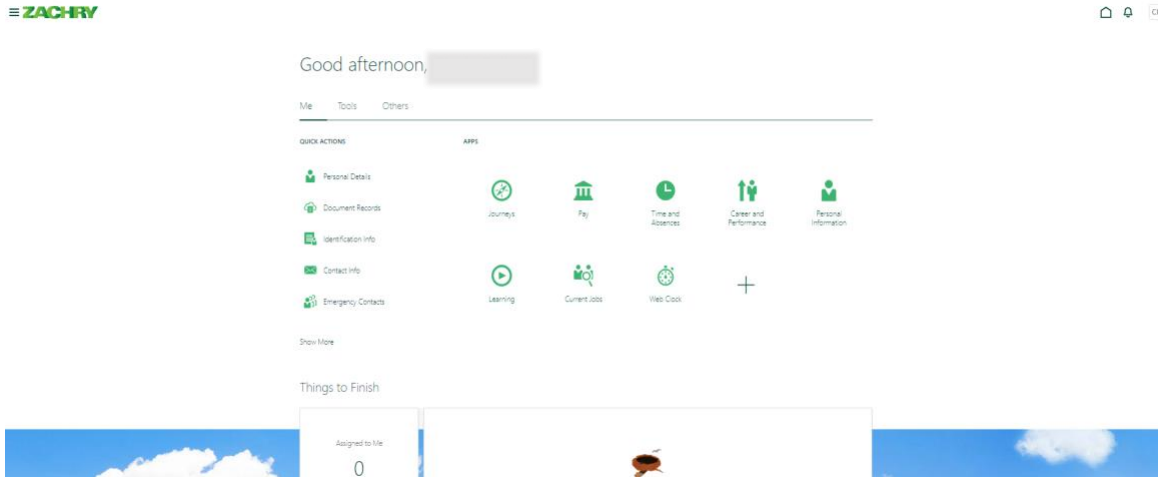 ZACHRY
Good afternoon,
Me Tools Others
QUICK ACTIONS
Personal Details
Document Records
Identification Info
Contact Info
Emergency Contacts
Show More
APPS
Journeys
Pay
Time and
Absences
Career and
Performance
Personal
Information
Learning
Current Jobs
Web Clock
Things to Finish
Assigned to Me
0